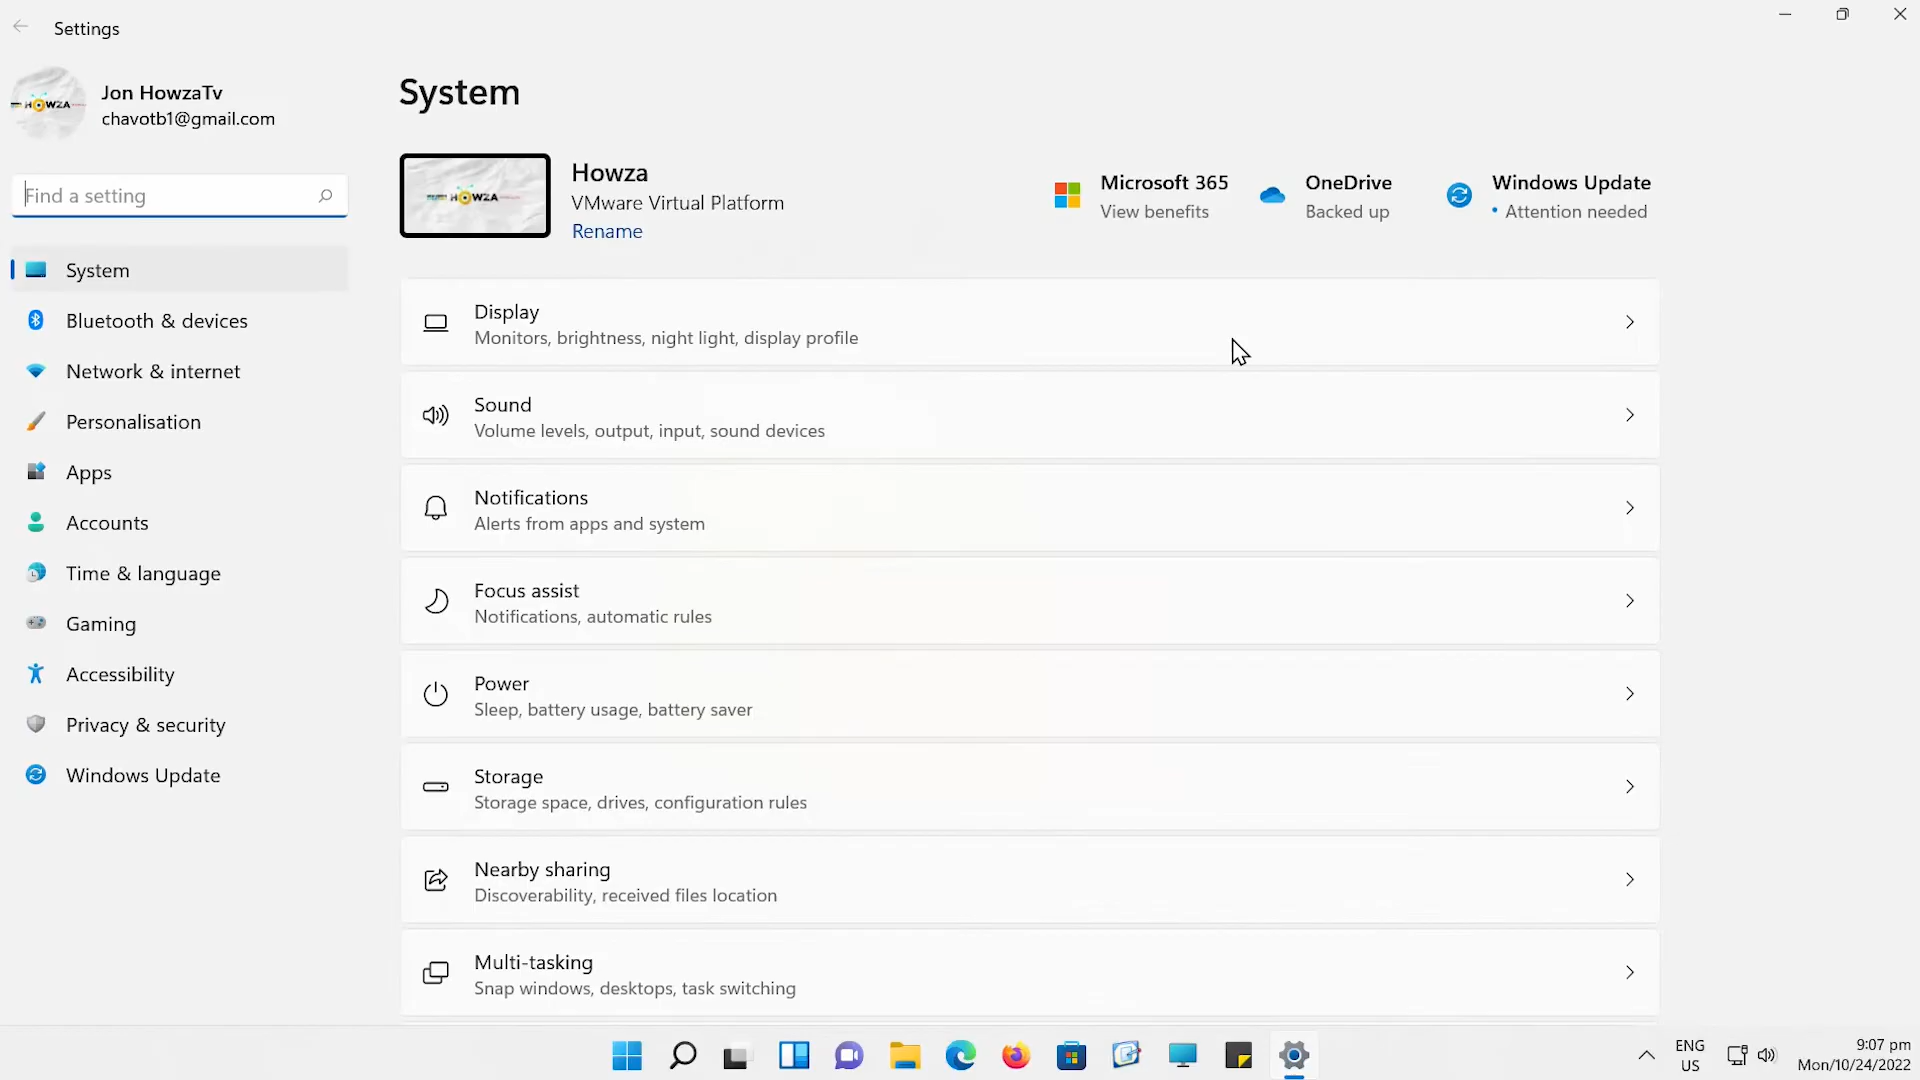 Settings
Jon HowzaTv
chavotb1@gmail.com
Find a setting
System
Bluetooth & devices
Network & internet
Personalisation
Apps
Accounts
Time & language
Gaming
Accessibility
Privacy & security
Windows Update
System
HOWZA
Howza
VMware Virtual Platform
Rename
Microsoft 365
View benefits
OneDrive
Backed up
Windows Update
• Attention needed
Display
Monitors, brightness, night light, display profile
Sound
Volume levels, output, input, sound devices
Notifications
Alerts from apps and system
Focus assist
Notifications, automatic rules
Power
Sleep, battery usage, battery saver
Storage
Storage space, drives, configuration rules
Nearby sharing
Discoverability, received files location
Multi-tasking
Snap windows, desktops, task switching
ENG
US
9:07 pm
Mon/10/24/2022